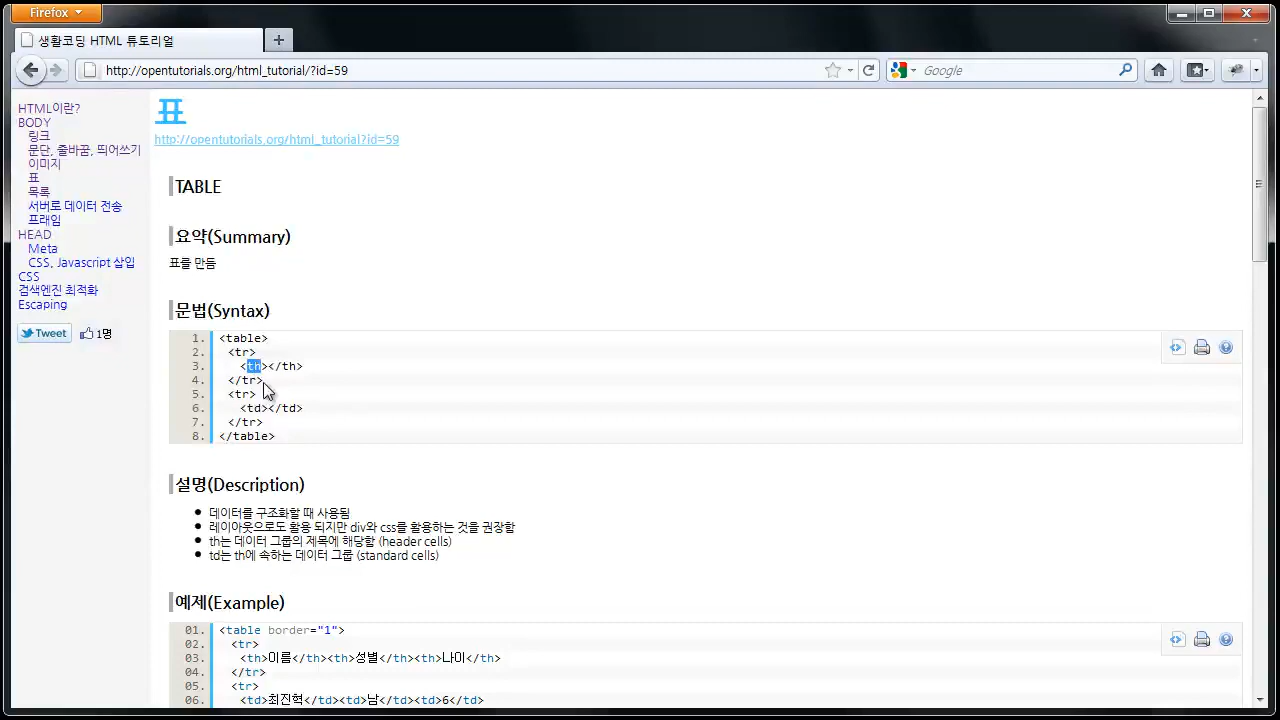 Firefox
생활코딩 HTML 튜토리얼
http://opentutorials.org/html_tutorial/?id=59
Google
HTML이란?
BODY
링크
문단, 줄바꿈, 띄어쓰기
이미지
표
목록
서버로 데이터 전송
프래임
HEAD
Meta
CSS, Javascript 삽입
CSS
검색엔진 최적화
Escaping
Tweet
1명
표
http://opentutorials.org/html_tutorial?id=59
TABLE
요약(Summary)
표를 만듬
문법(Syntax)
1. <table>
2. <tr>
3. <th></th>
4. </tr>
5. <tr>
6. <td></td>
7. </tr>
8. </table>
설명(Description)
데이터를 구조화할 때 사용됨
레이아웃으로도 활용 되지만 div와 css를 활용하는 것을 권장함
th는 데이터 그룹의 제목에 해당함 (header cells)
td는 th에 속하는 데이터 그룹 (standard cells)
예제(Example)
01. <table border="1">
02. <tr>
03. <th>이름</th><th>성별</th><th>나이</th>
04. </tr>
05. <tr>
06. <td>최진혁</td><td>남</td><td>6</td>